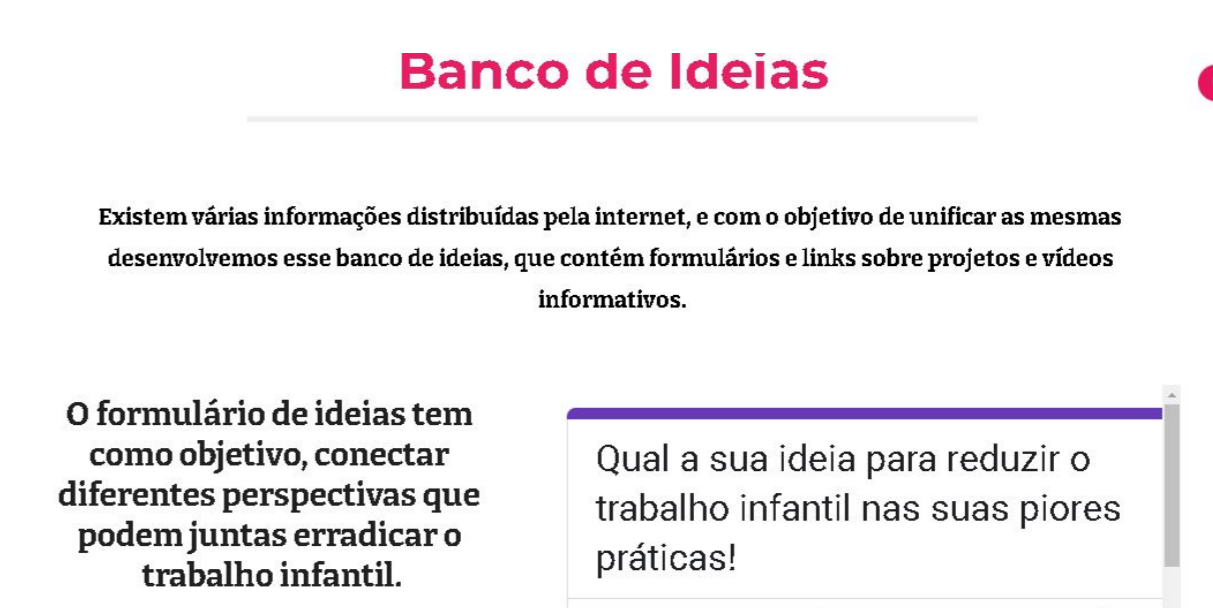 Banco de Ideias
Existem várias informações distribuídas pela internet, e com o objetivo de unificar as mesmas
desenvolvemos esse banco de ideias, que contém formulários e links sobre projetos e vídeos
informativos.
O formulário de ideias tem
como objetivo, conectar
diferentes perspectivas que
podem juntas erradicar o
trabalho infantil.
Qual a sua ideia para reduzir o
trabalho infantil nas suas piores
práticas!